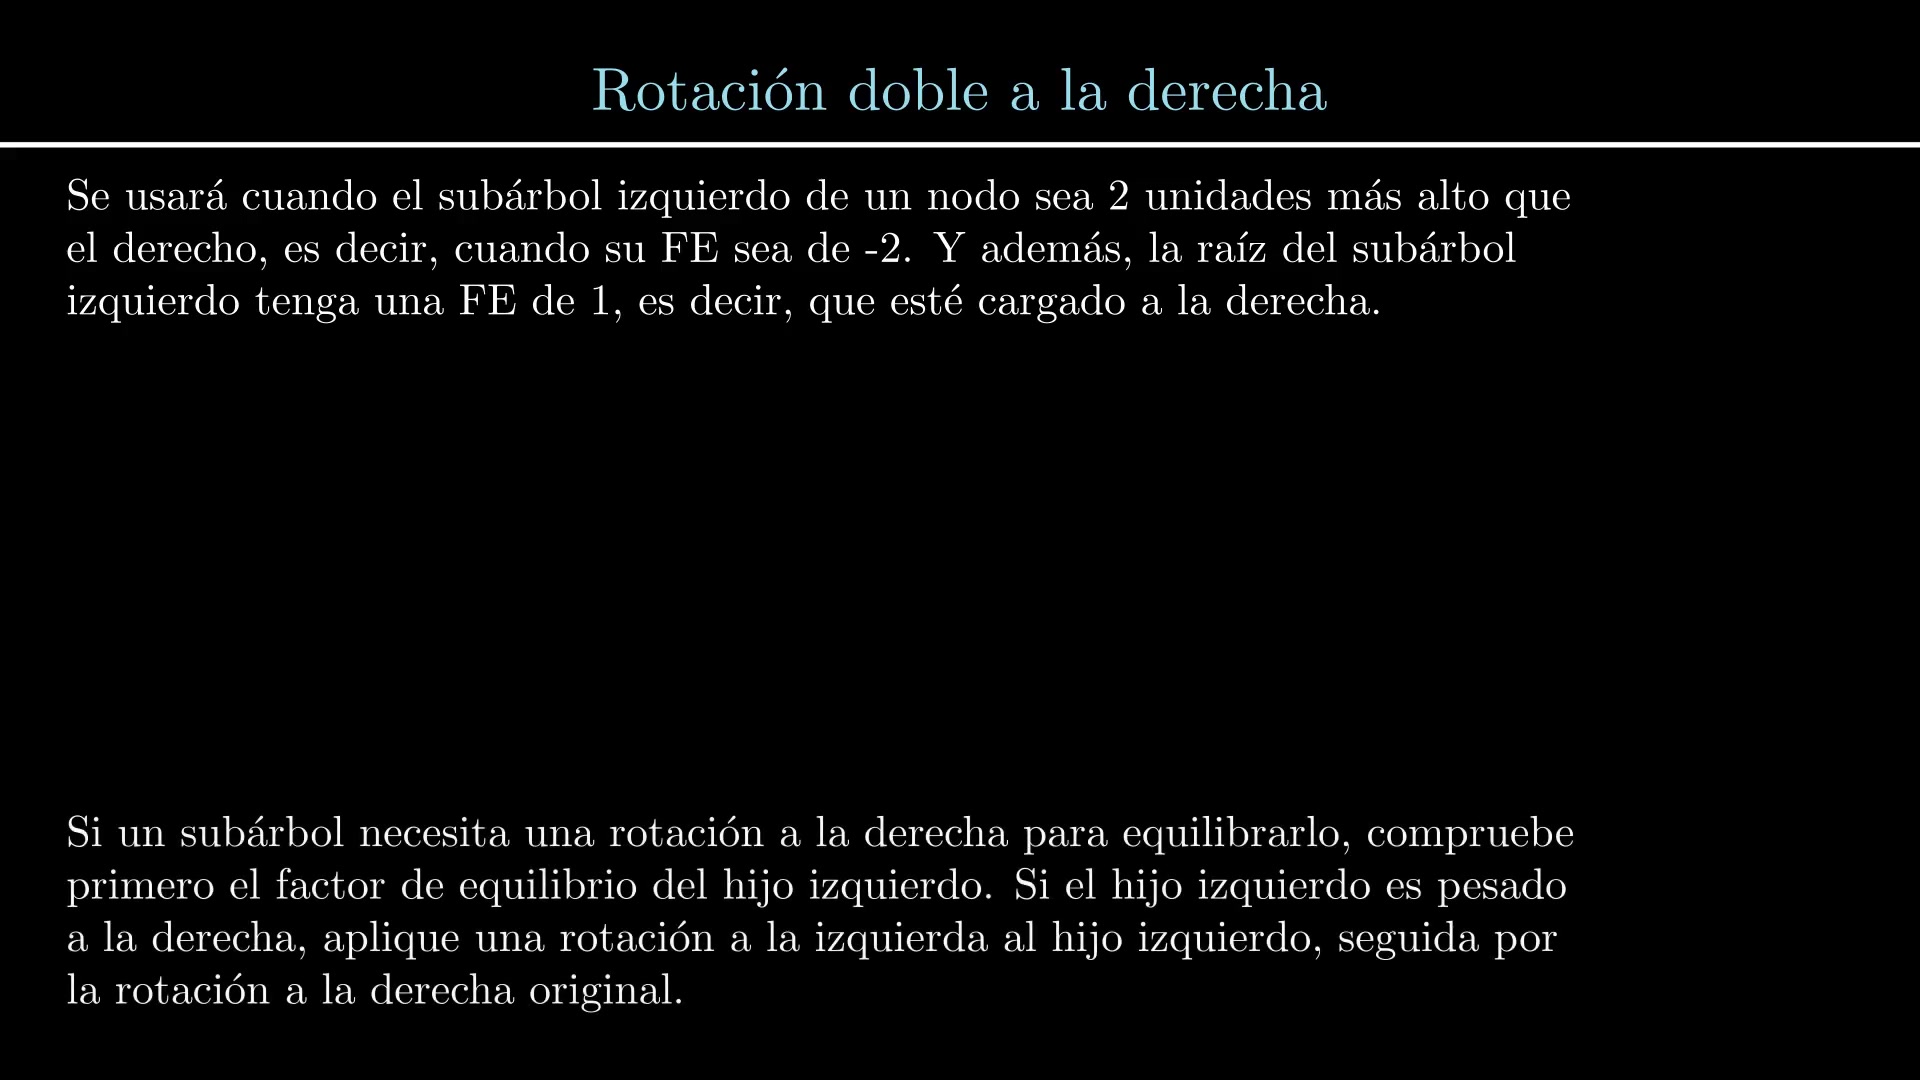 Rotación doble a la derecha
Se usará cuando el subárbol izquierdo de un nodo sea 2 unidades más alto que
el derecho, es decir, cuando su FE sea de -2. Y además, la raíz del subárbol
izquierdo tenga una FE de 1, es decir, que esté cargado a la derecha.
Si un subárbol necesita una rotación a la derecha para equilibrarlo, compruebe
primero el factor de equilibrio del hijo izquierdo. Si el hijo izquierdo es pesado
a la derecha, aplique una rotación a la izquierda al hijo izquierdo, seguida por
la rotación a la derecha original.